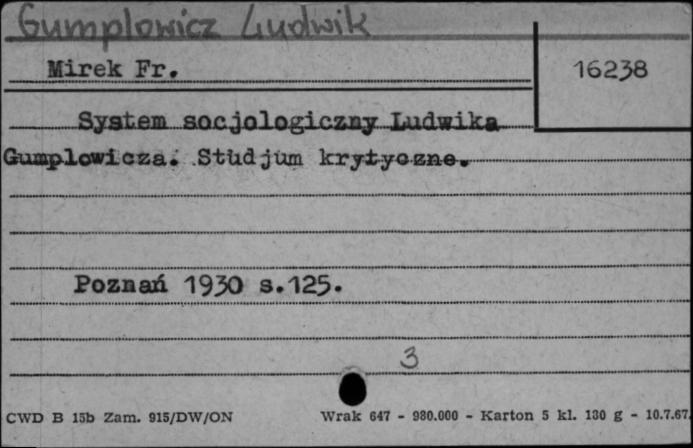 Gumplowicz Ludwik
Mirek Fr.
16238
System socjologiczny Ludwika
Gumplowicza. Studjum krytyczne.
Poznań 1930 s.125.
3
CWD B 15b Zam. 915/DW/ON
Wrak 647 - 980.000 - Karton 5 kl. 130 g - 10.7.67.